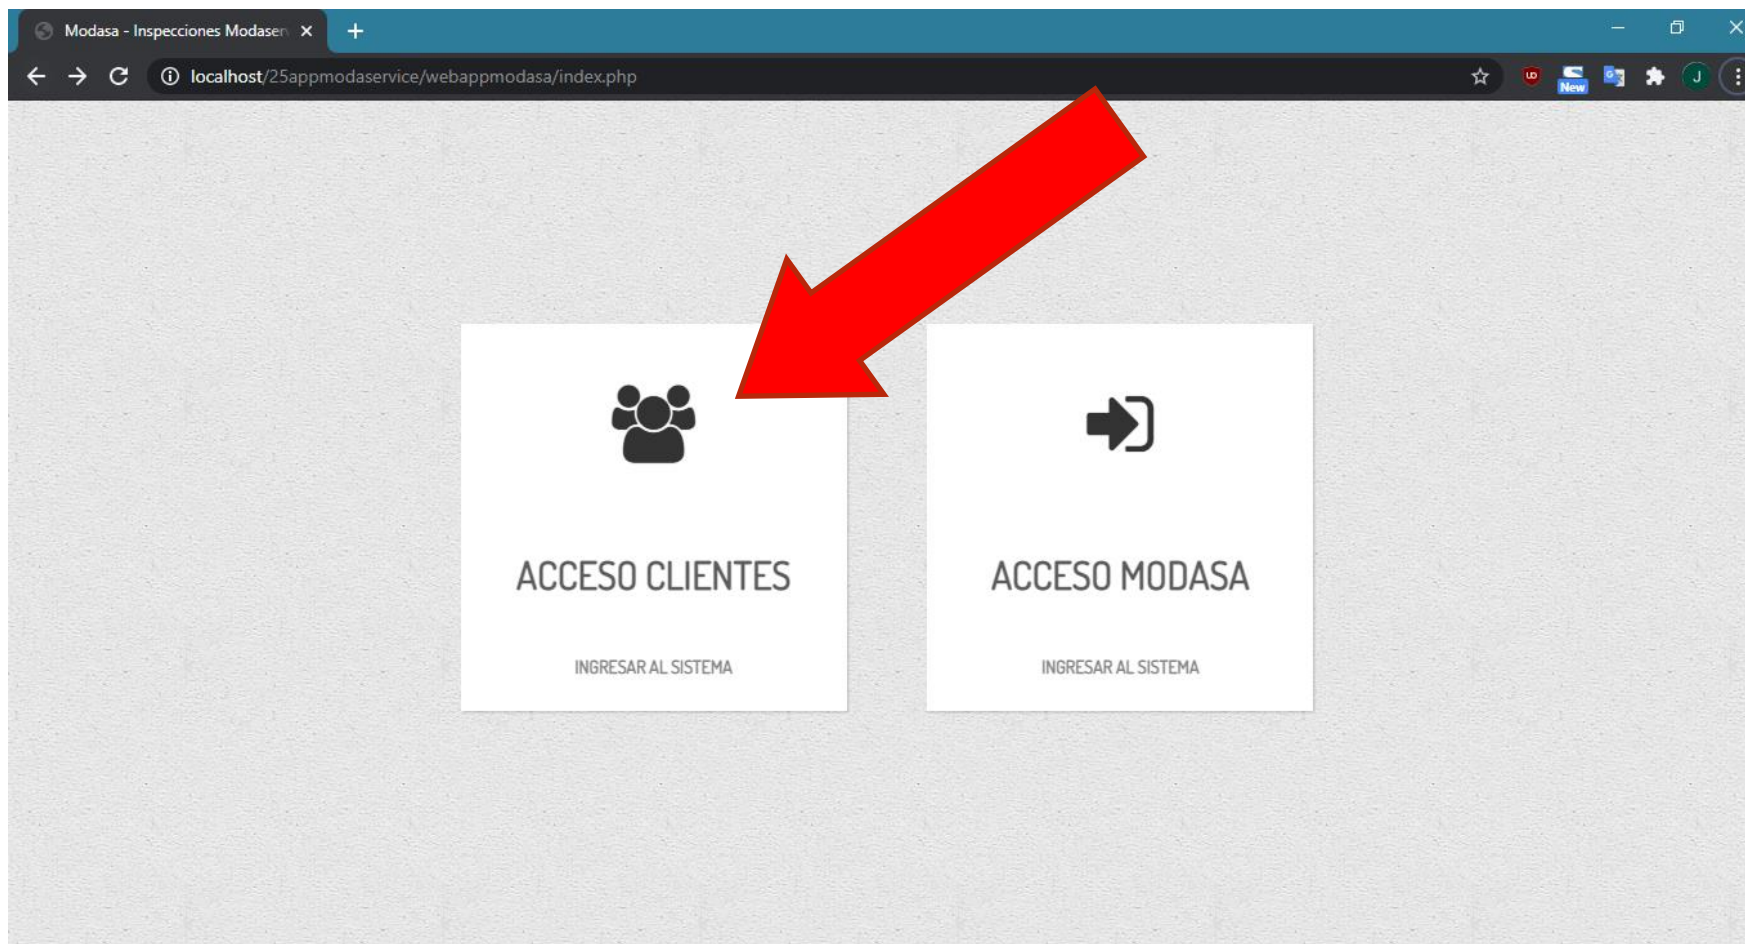 Modasa - Inspecciones Modaser
localhost/25appmodaservice/webappmodasa/index.php
UD
New
G
J
ACCESO CLIENTES
INGRESAR AL SISTEMA
ACCESO MODASA
INGRESAR AL SISTEMA